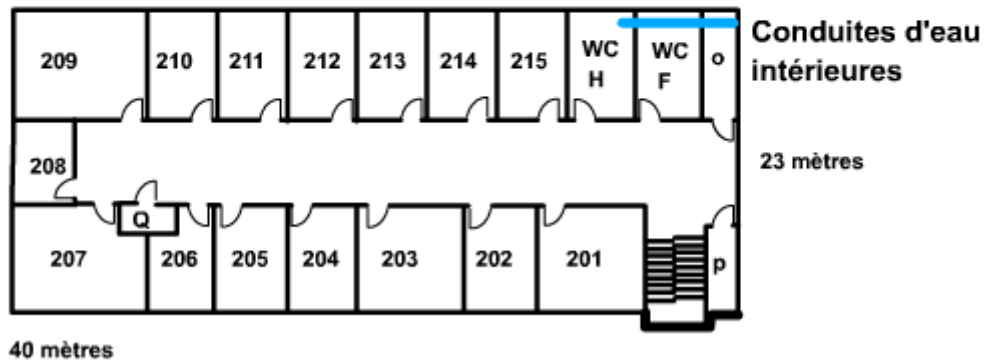 209 210 211 212 213 214 215 WC H WC F o
Conduites d'eau
intérieures
208
23 mètres
Q
207 206 205 204 203 202 201 p
40 mètres